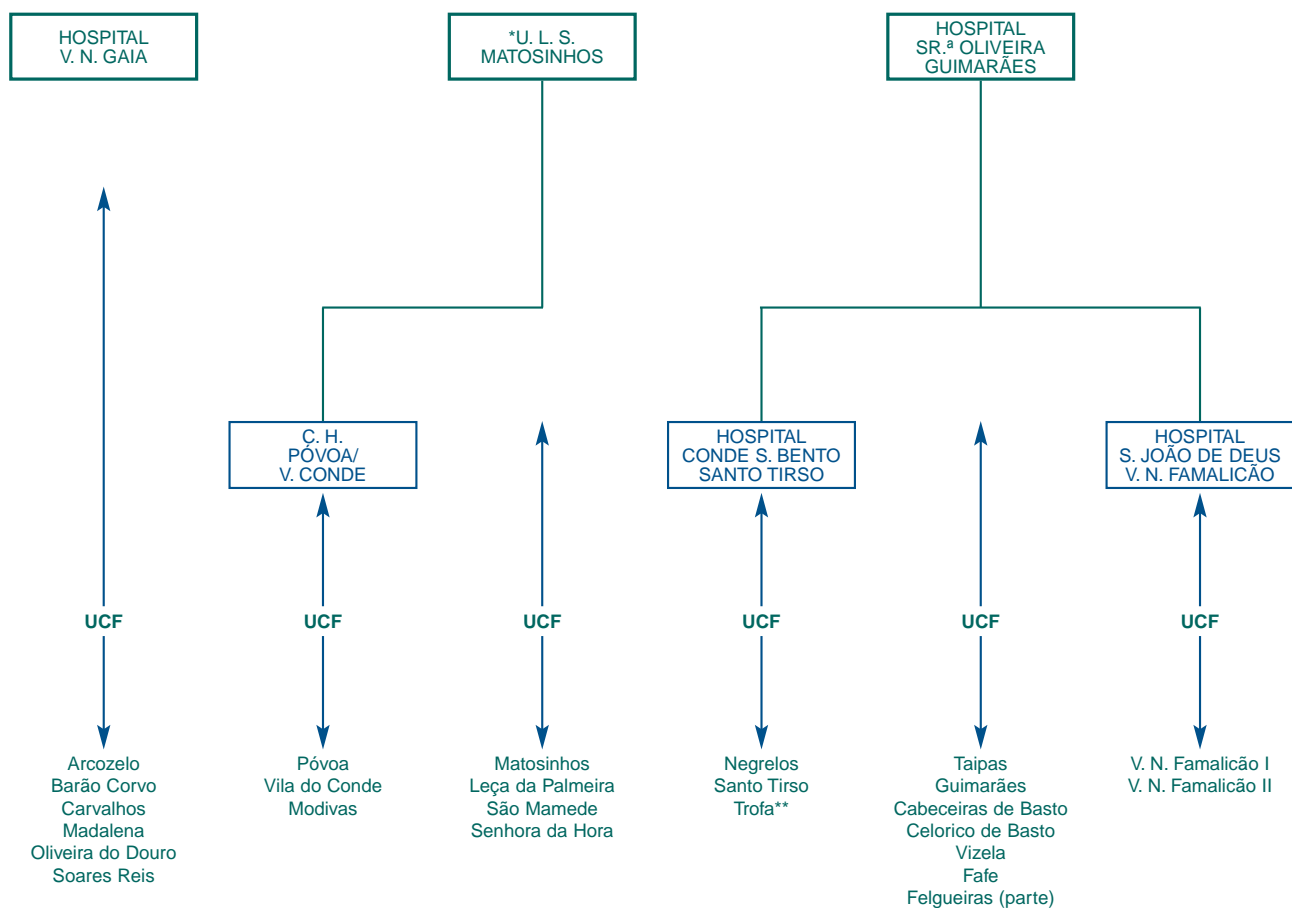 HOSPITAL
V. N. GAIA
*U. L. S.
MATOSINHOS
HOSPITAL
SR.ª OLIVEIRA
GUIMARÃES
C. H.
PÓVOA/
V. CONDE
HOSPITAL
CONDE S. BENTO
SANTO TIRSO
HOSPITAL
S. JOÃO DE DEUS
V. N. FAMALICÃO
UCF
UCF
UCF
UCF
UCF
UCF
Arcozelo
Barão Corvo
Carvalhos
Madalena
Oliveira do Douro
Soares Reis
Póvoa
Vila do Conde
Modivas
Matosinhos
Leça da Palmeira
São Mamede
Senhora da Hora
Negrelos
Santo Tirso
Trofa**
Taipas
Guimarães
Cabeceiras de Basto
Celorico de Basto
Vizela
Fafe
Felgueiras (parte)
V. N. Famalicão I
V. N. Famalicão II